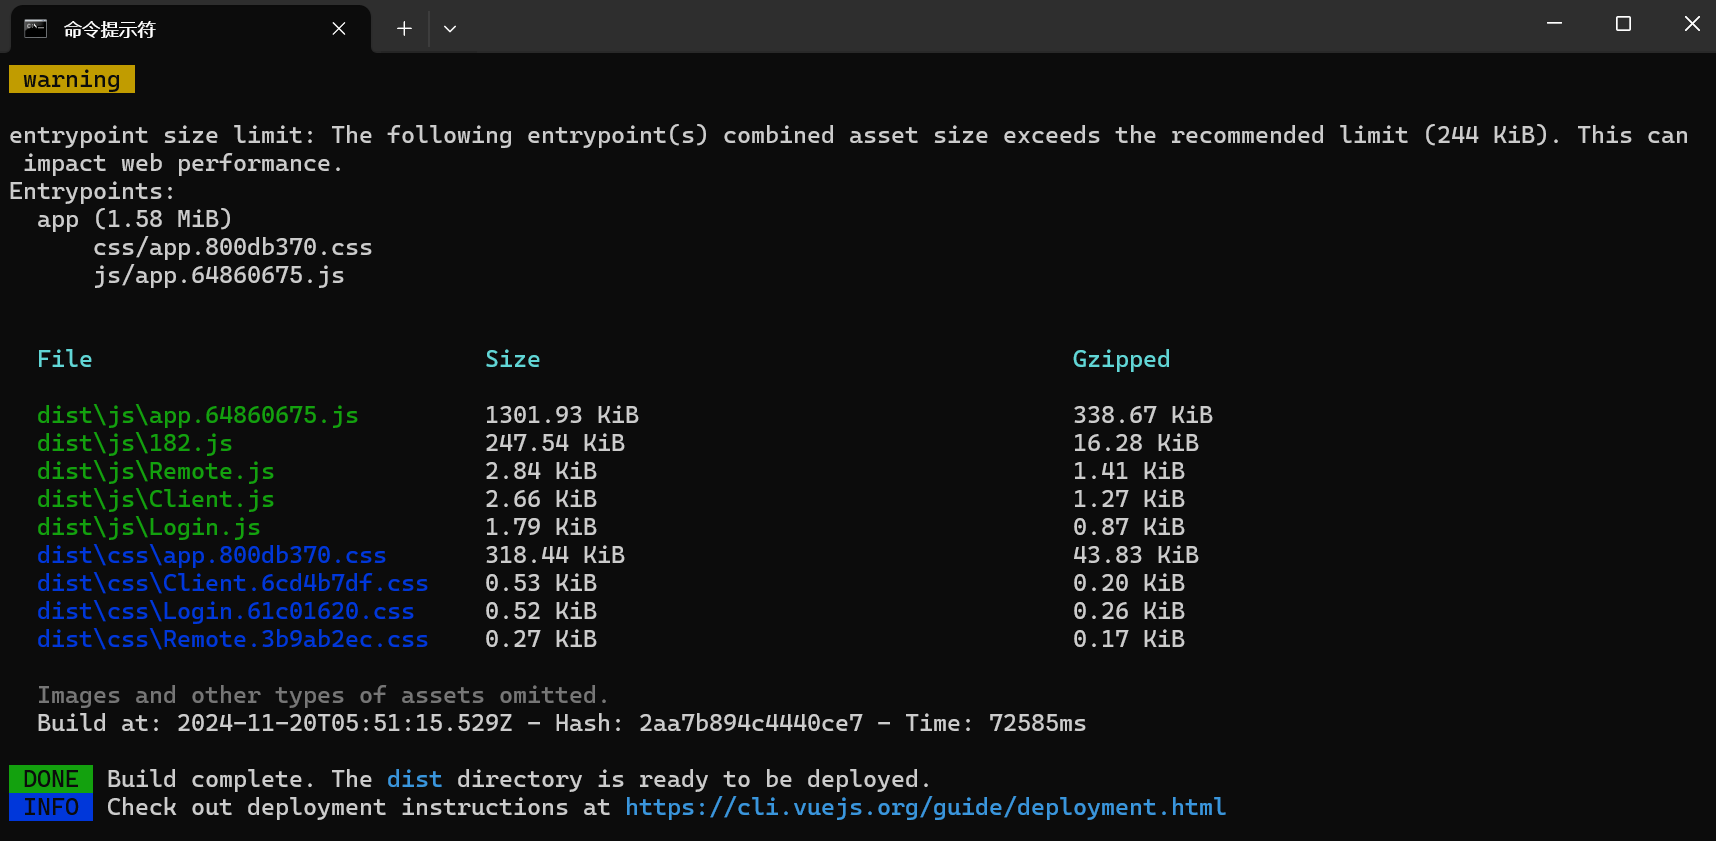 命令提示符
warning
entrypoint size limit: The following entrypoint(s) combined asset size exceeds the recommended limit (244 KiB). This can
impact web performance.
Entrypoints:
app (1.58 MiB)
css/app.800db370.css
js/app.64860675.js
File Size Gzipped
dist\js\app.64860675.js 1301.93 KiB 338.67 KiB
dist\js\182.js 247.54 KiB 16.28 KiB
dist\js\Remote.js 2.84 KiB 1.41 KiB
dist\js\Client.js 2.66 KiB 1.27 KiB
dist\js\Login.js 1.79 KiB 0.87 KiB
dist\css\app.800db370.css 318.44 KiB 43.83 KiB
dist\css\Client.6cd4b7df.css 0.53 KiB 0.20 KiB
dist\css\Login.61c01620.css 0.52 KiB 0.26 KiB
dist\css\Remote.3b9ab2ec.css 0.27 KiB 0.17 KiB
Images and other types of assets omitted.
Build at: 2024-11-20T05:51:15.529Z - Hash: 2aa7b894c4440ce7 - Time: 72585ms
DONE Build complete. The dist directory is ready to be deployed.
INFO Check out deployment instructions at https://cli.vuejs.org/guide/deployment.html